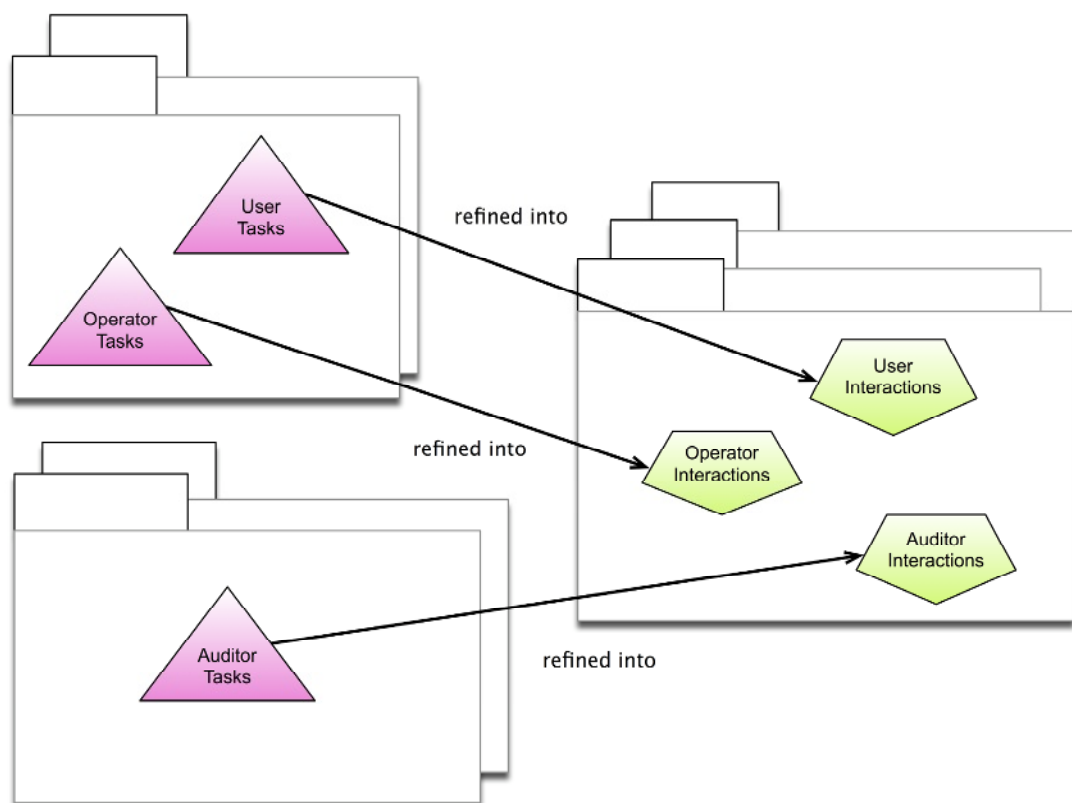 User
Tasks
refined into
Operator
Tasks
User
Interactions
refined into
Operator
Interactions
Auditor
Interactions
Auditor
Tasks
refined into